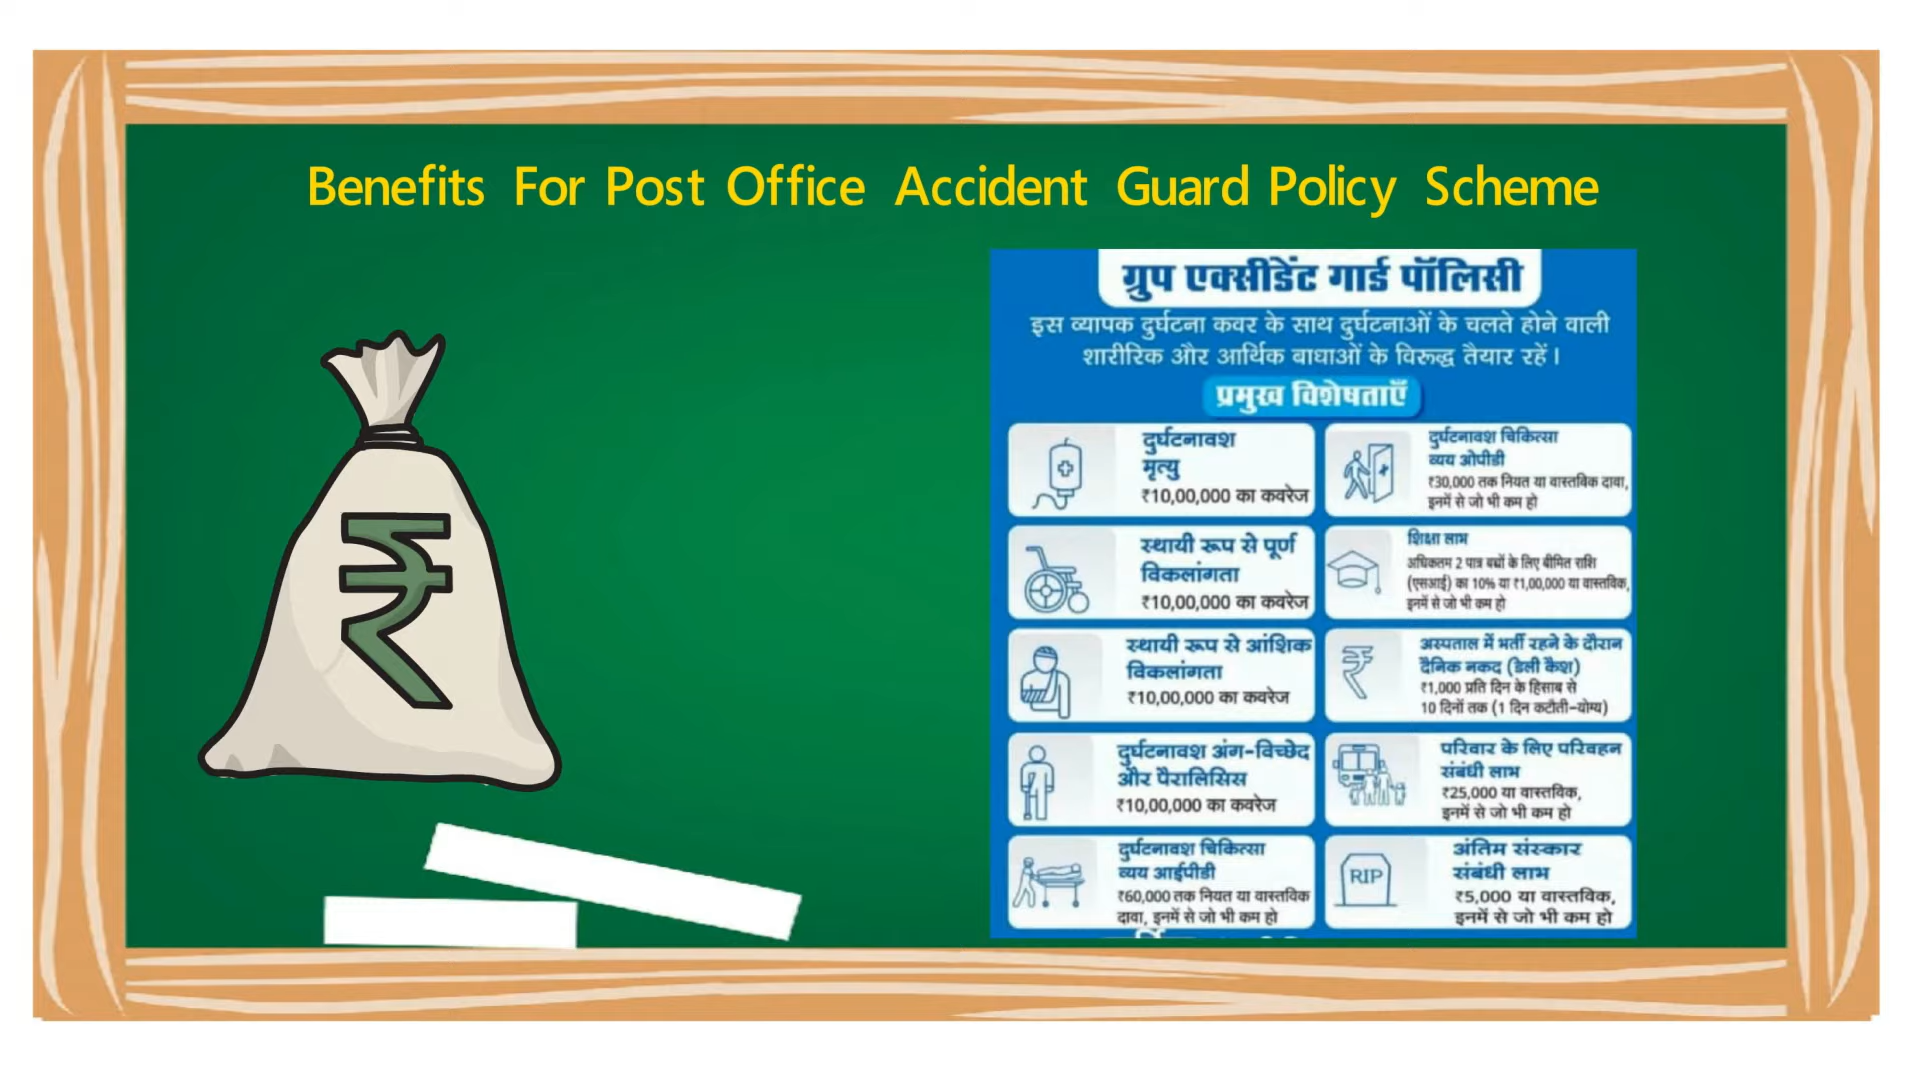 Benefits For Post Office Accident Guard Policy Scheme
ग्रुप एक्सीडेंट गार्ड पॉलिसी
इस व्यापक दुर्घटना कवर के साथ दुर्घटनाओं के चलते होने वाली
शारीरिक और आर्थिक बाधाओं के विरूद्ध तैयार रहें।
प्रमुख विशेषताएँ
दुर्घटनावश
मृत्यु
₹10,00,000 का कवरेज
दुर्घटनावश चिकित्सा
व्यय ओपीडी
₹30,000 तक नियत या वास्तविक दावा,
इनमें से जो भी कम हो
स्थायी रूप से पूर्ण
विकलांगता
₹10,00,000 का कवरेज
शिक्षा लाभ
अधिकतम 2 पात्र बच्चों के लिए बीमित राशि
(एसआई) का 10% या ₹1,00,000 या वास्तविक,
इनमें से जो भी कम हो
स्थायी रूप से आंशिक
विकलांगता
₹10,00,000 का कवरेज
अस्पताल में भर्ती रहने के दौरान
दैनिक नकद (डेली कैश)
₹1,000 प्रति दिन के हिसाब से
10 दिनों तक (1 दिन कटौती-योग्य)
दुर्घटनावश अंग-विच्छेद
और पैरालिसिस
₹10,00,000 का कवरेज
परिवार के लिए परिवहन
संबंधी लाभ
₹25,000 या वास्तविक,
इनमें से जो भी कम हो
दुर्घटनावश चिकित्सा
व्यय आईपीडी
₹60,000 तक नियत या वास्तविक
दावा, इनमें से जो भी कम हो
RIP
अंतिम संस्कार
संबंधी लाभ
₹5,000 या वास्तविक,
इनमें से जो भी कम हो